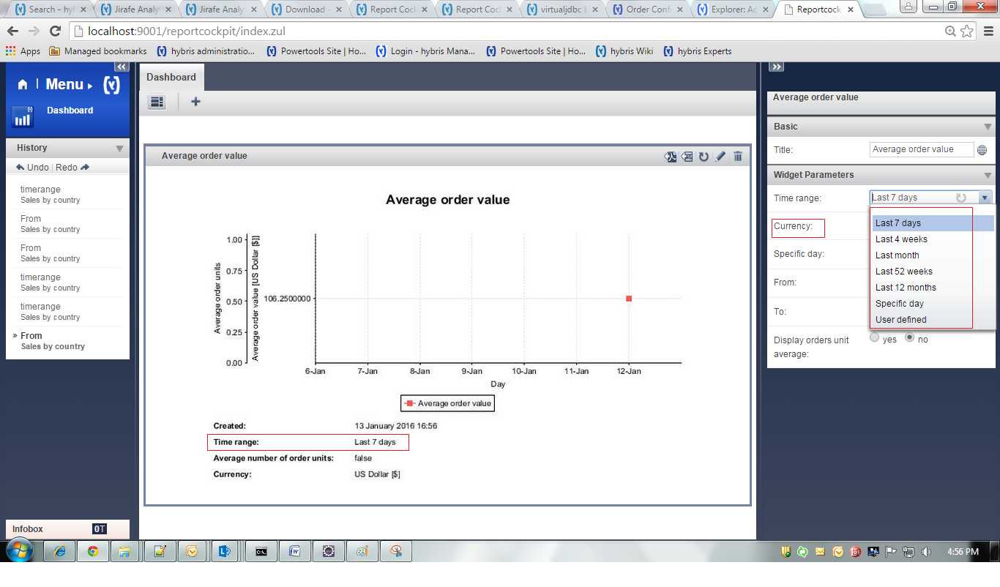 Search - hyl
Jirafe Analy
Jirafe Analy
Download -
Report Cock
Report Cock
virtualjdbc E
Order Confi
Explorer: Ac
Reportcock
localhost:9001/reportcockpit/index.zul
Apps
Managed bookmarks
hybris administratio...
Powertools Site | Ho...
Login - hybris Mana...
Powertools Site | Ho...
hybris Wiki
hybris Experts
Menu
Dashboard
History
Undo | Redo
timerange
Sales by country
From
Sales by country
From
Sales by country
timerange
Sales by country
timerange
Sales by country
» From
Sales by country
Infobox
0T
Dashboard
Average order value
Average order value
1.00
0.75
0.50
0.25
0.00
Average order units
Average order value [US Dollar [$]]
106.2500000
6-Jan
7-Jan
8-Jan
9-Jan
10-Jan
11-Jan
12-Jan
Day
Average order value
Created: 13 January 2016 16:56
Time range: Last 7 days
Average number of order units: false
Currency: US Dollar [$]
Average order value
Basic
Title: Average order value
Widget Parameters
Time range: Last 7 days
Currency:
Specific day:
From:
To:
Last 7 days
Last 4 weeks
Last month
Last 52 weeks
Last 12 months
Specific day
User defined
Display orders unit
average:
yes
no
4:56 PM